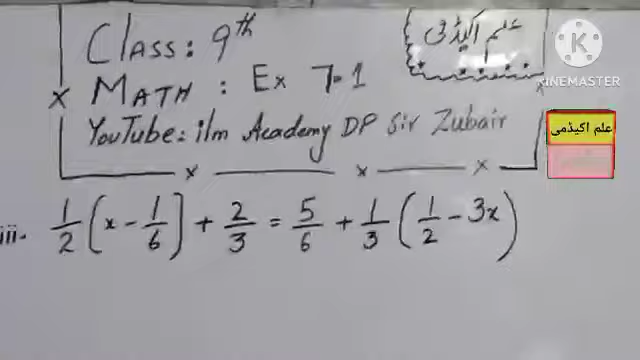 Class: 9th
علم اکیڈمی
KINEMASTER
Math : Ex 7.1
YouTube: ilm Academy DP Sir Zubair
علم اکیڈمی
iii. 1/2 (x - 1/6] + 2/3 = 5/6 + 1/3 (1/2 - 3x)